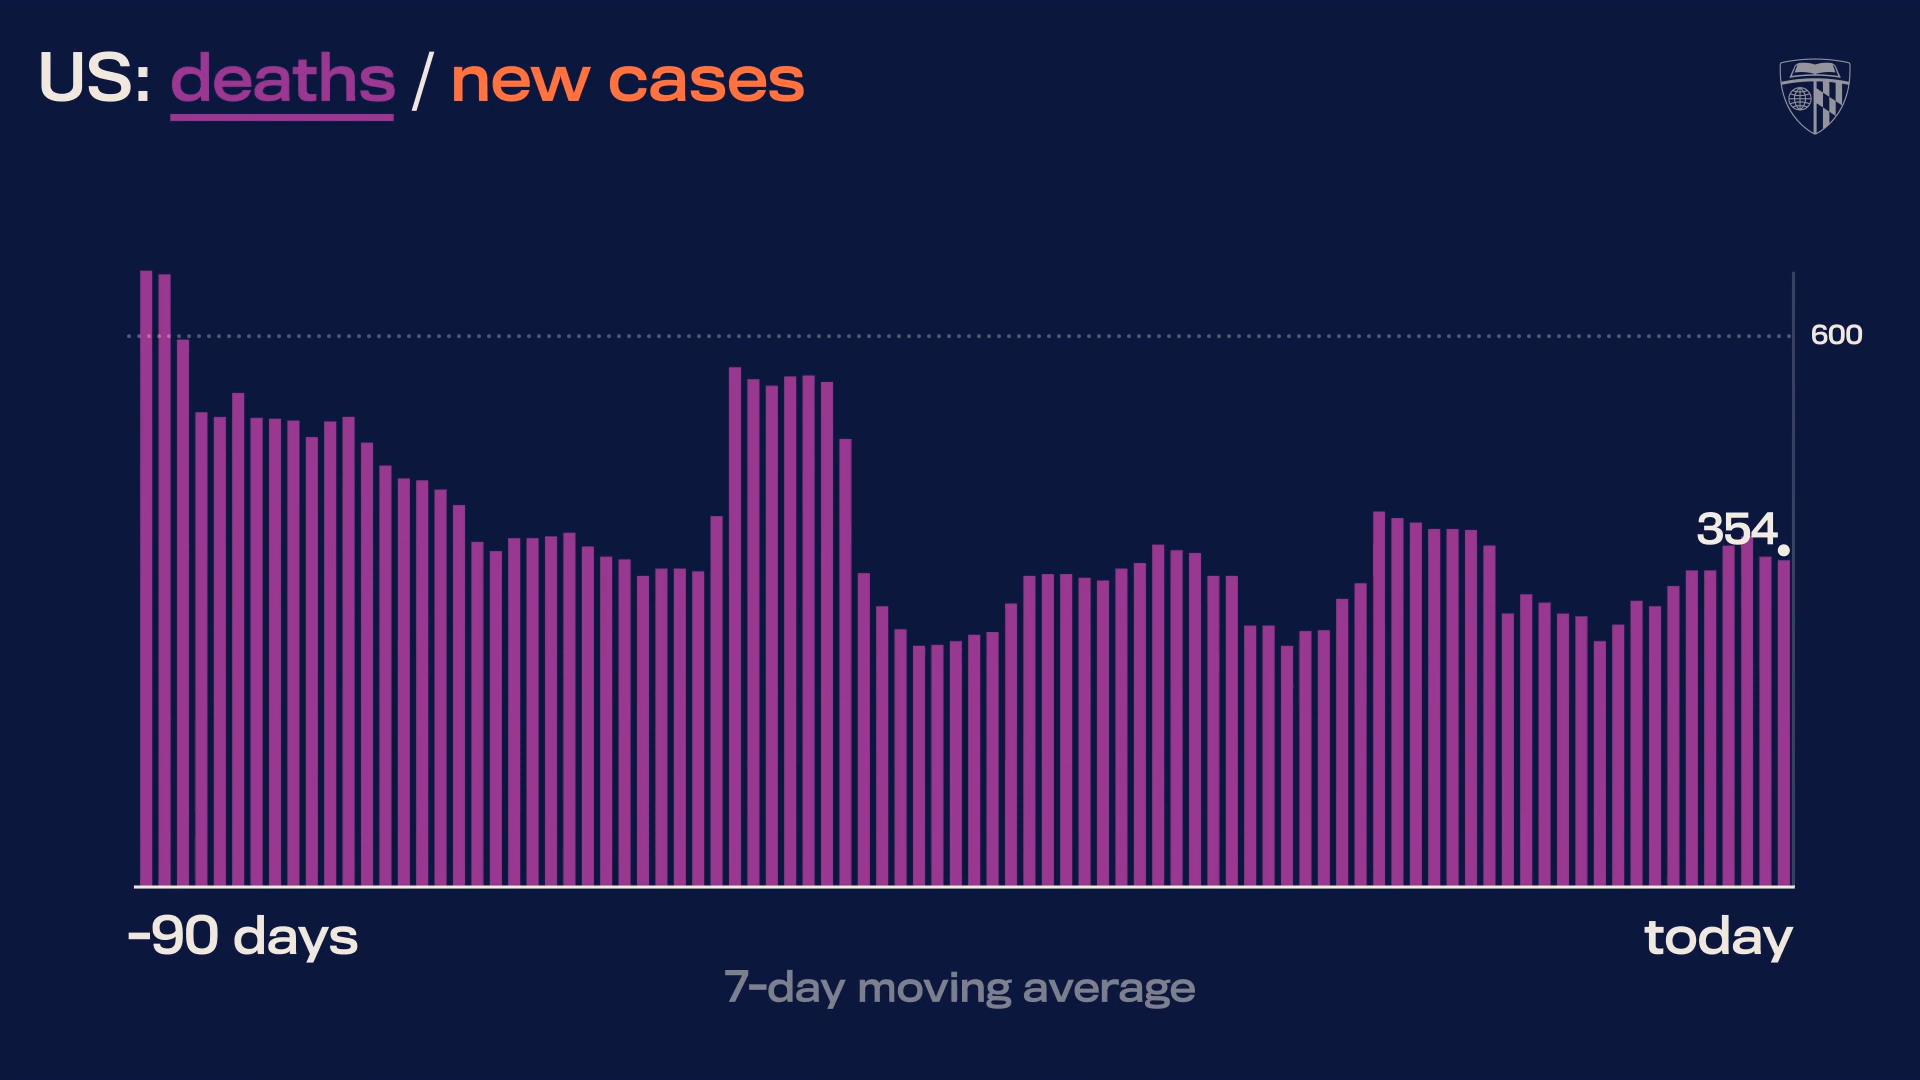 US: deaths / new cases
600
354
-90 days
today
7-day moving average